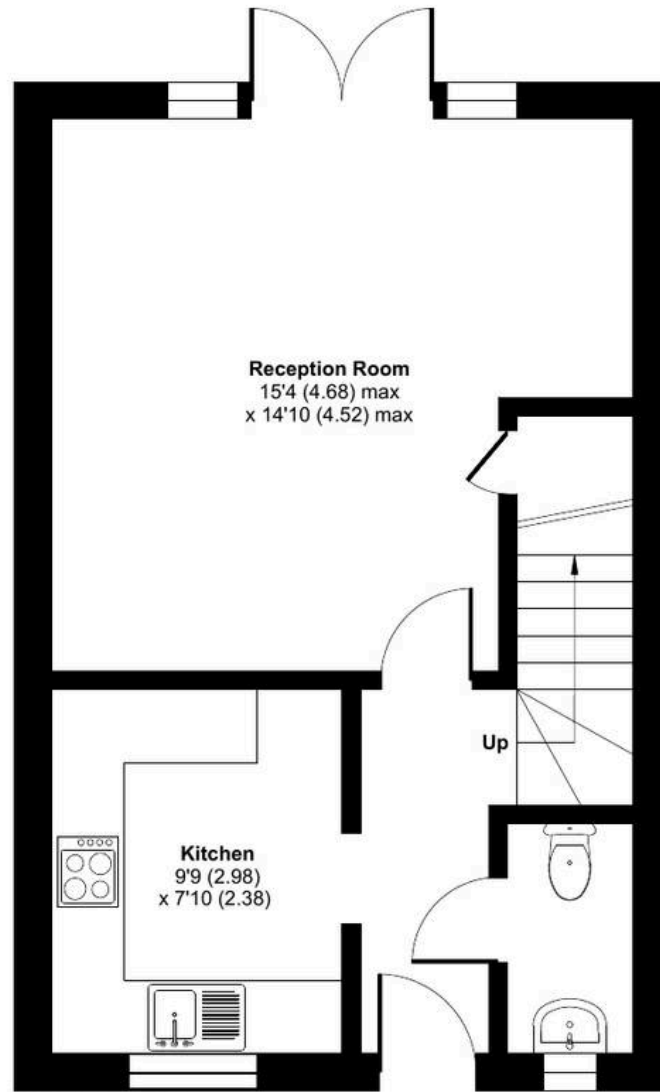 Reception Room
15'4 (4.68) max
x 14'10 (4.52) max
Up
Kitchen
9'9 (2.98)
x 7'10 (2.38)